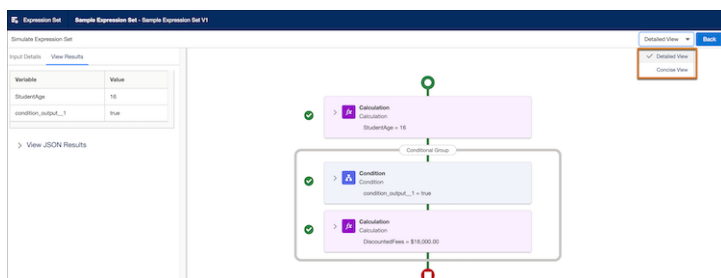 Expression Set Sample Expression Set - Sample Expression Set V1
Simulate Expression Set
Detailed View
Back
Input Details View Results
Detailed View
Concise View
Variable Value
StudentAge 16
condition_output__1 true
View JSON Results
Calculation
Calculation
StudentAge = 16
Conditional Group
Condition
Condition
condition_output__1 = true
Calculation
Calculation
DiscountedFees = $18,000.00